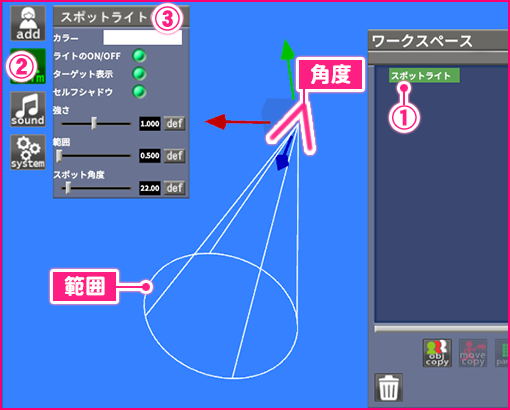 add
スポットライト
③
カラー
②
rm
ライトのON/OFF
ターゲット表示
セルフシャドウ
sound
強さ
1.000 def
範囲
0.500 def
system
スポット角度
22.00 def
角度
範囲
ワークスペース
スポットライト
①
obj
copy
move
copy